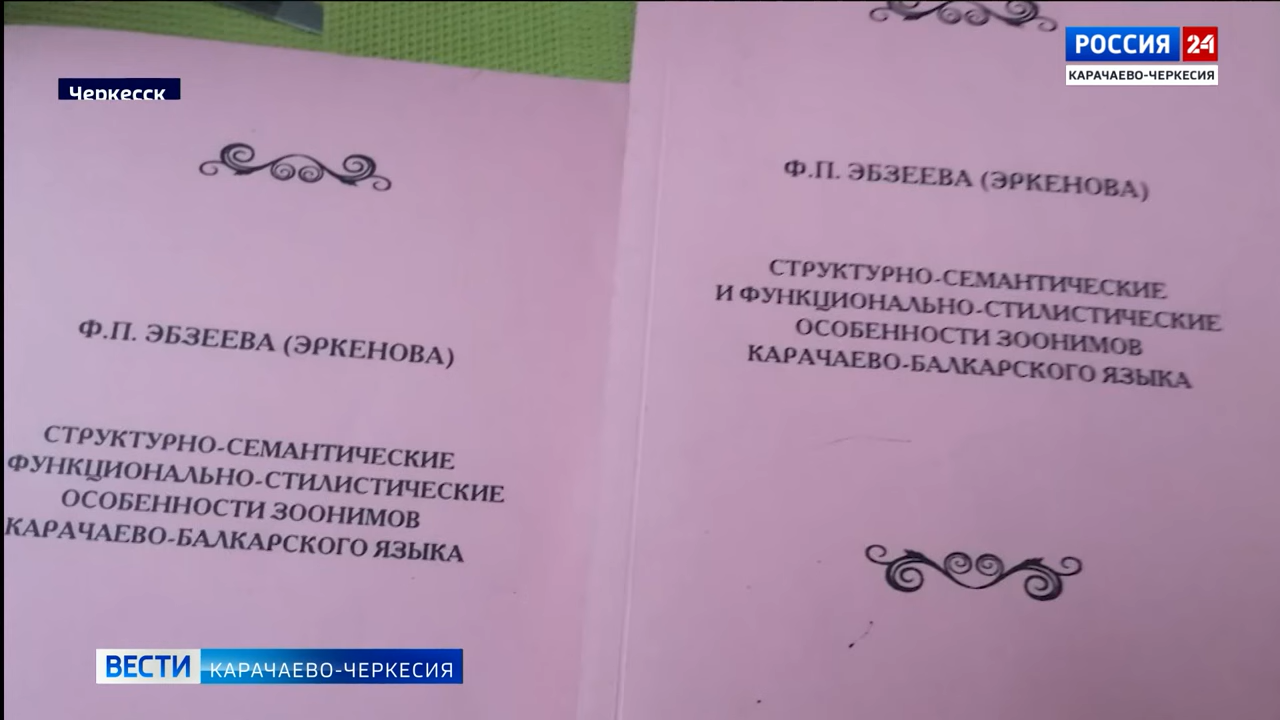 РОССИЯ 24
КАРАЧАЕВО-ЧЕРКЕСИЯ
Черкесск
Ф.П. ЭБЗЕЕВА (ЭРКЕНОВА)
СТРУКТУРНО-СЕМАНТИЧЕСКИЕ
ФУНКЦИОНАЛЬНО-СТИЛИСТИЧЕСКИЕ
ОСОБЕННОСТИ ЗООНИМОВ
КАРАЧАЕВО-БАЛКАРСКОГО ЯЗЫКА
Ф.П. ЭБЗЕЕВА (ЭРКЕНОВА)
СТРУКТУРНО-СЕМАНТИЧЕСКИЕ
И ФУНКЦИОНАЛЬНО-СТИЛИСТИЧЕСКИЕ
ОСОБЕННОСТИ ЗООНИМОВ
КАРАЧАЕВО-БАЛКАРСКОГО ЯЗЫКА
ВЕСТИ КАРАЧАЕВО-ЧЕРКЕСИЯ